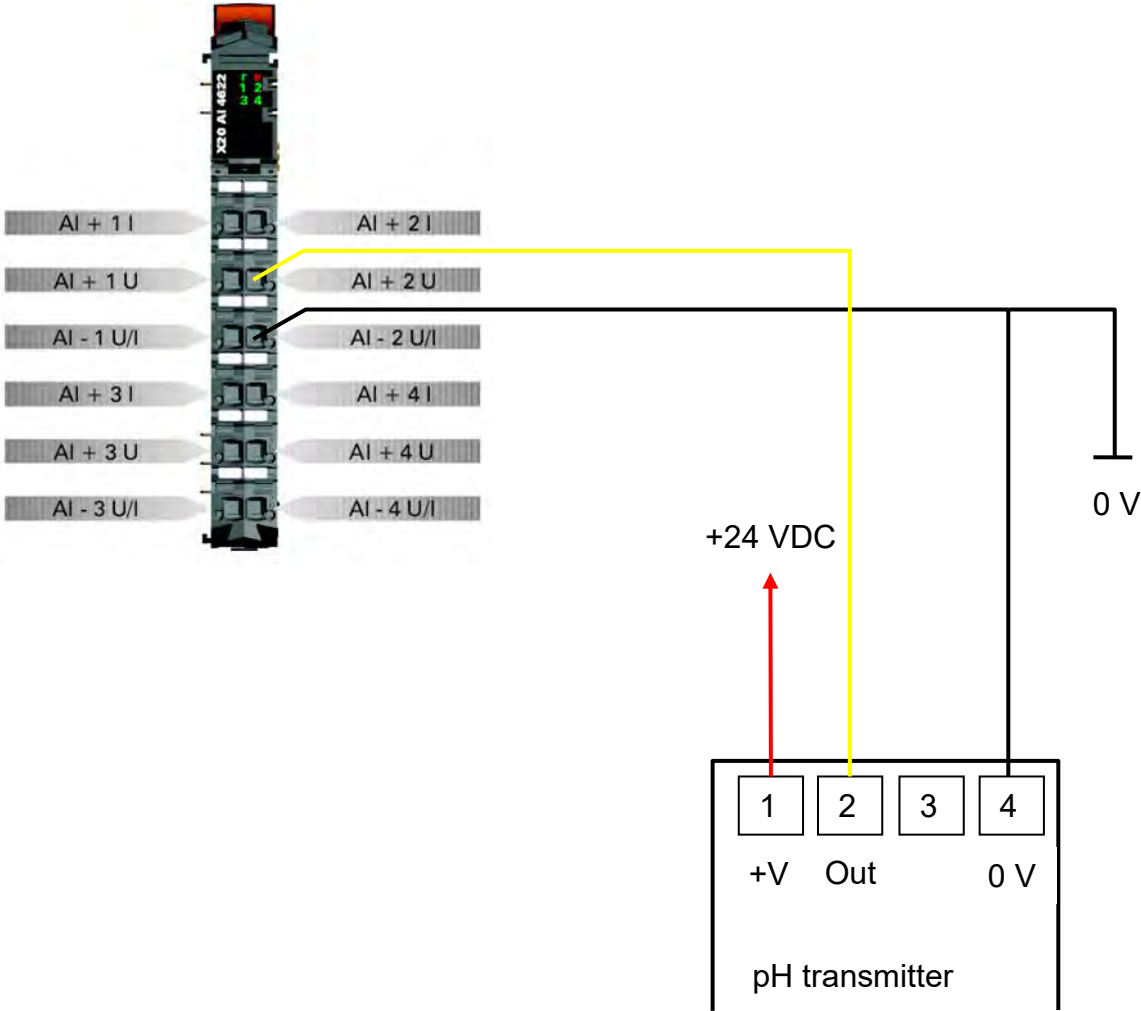 X20 AI 4622
r e
1 2
3 4
AI + 1 I
AI + 2 I
AI + 1 U
AI + 2 U
AI - 1 U/I
AI - 2 U/I
AI + 3 I
AI + 4 I
AI + 3 U
AI + 4 U
AI - 3 U/I
AI - 4 U/I
0 V
+24 VDC
1
2
3
4
+V
Out
0 V
pH transmitter